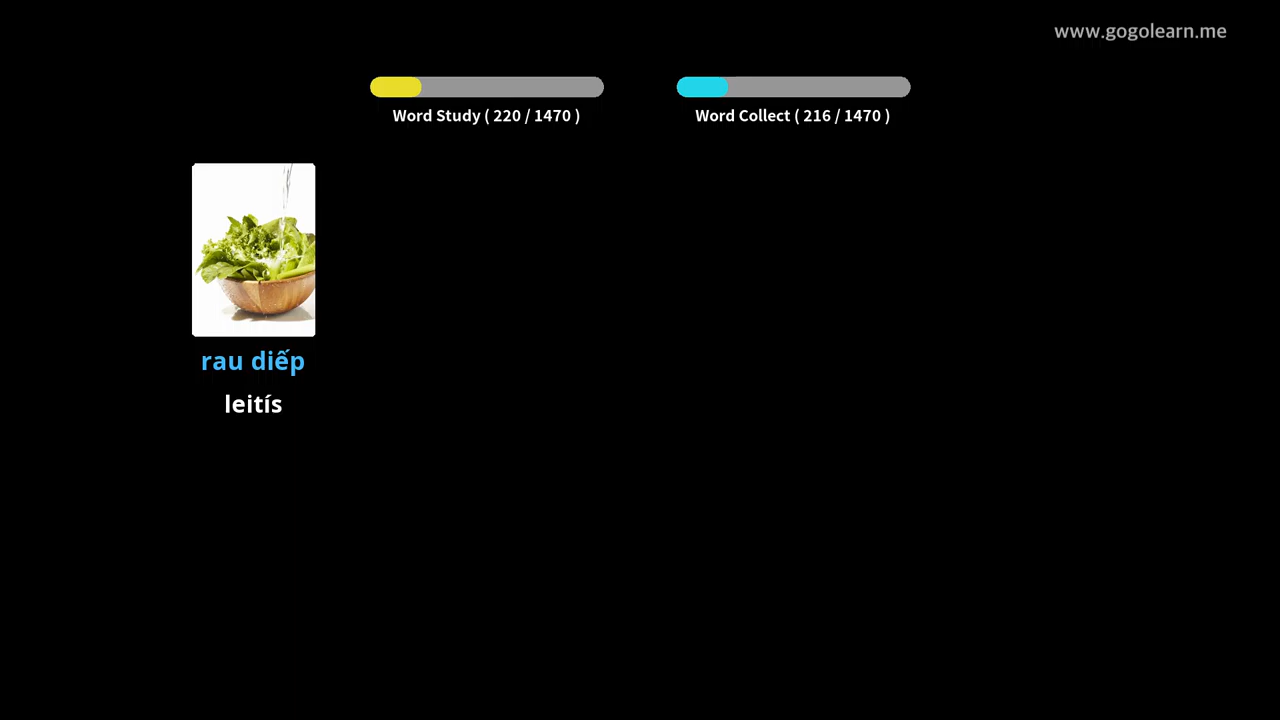 www.gogolearn.me
Word Study ( 220 / 1470 )
Word Collect ( 216 / 1470 )
rau diếp
leitís